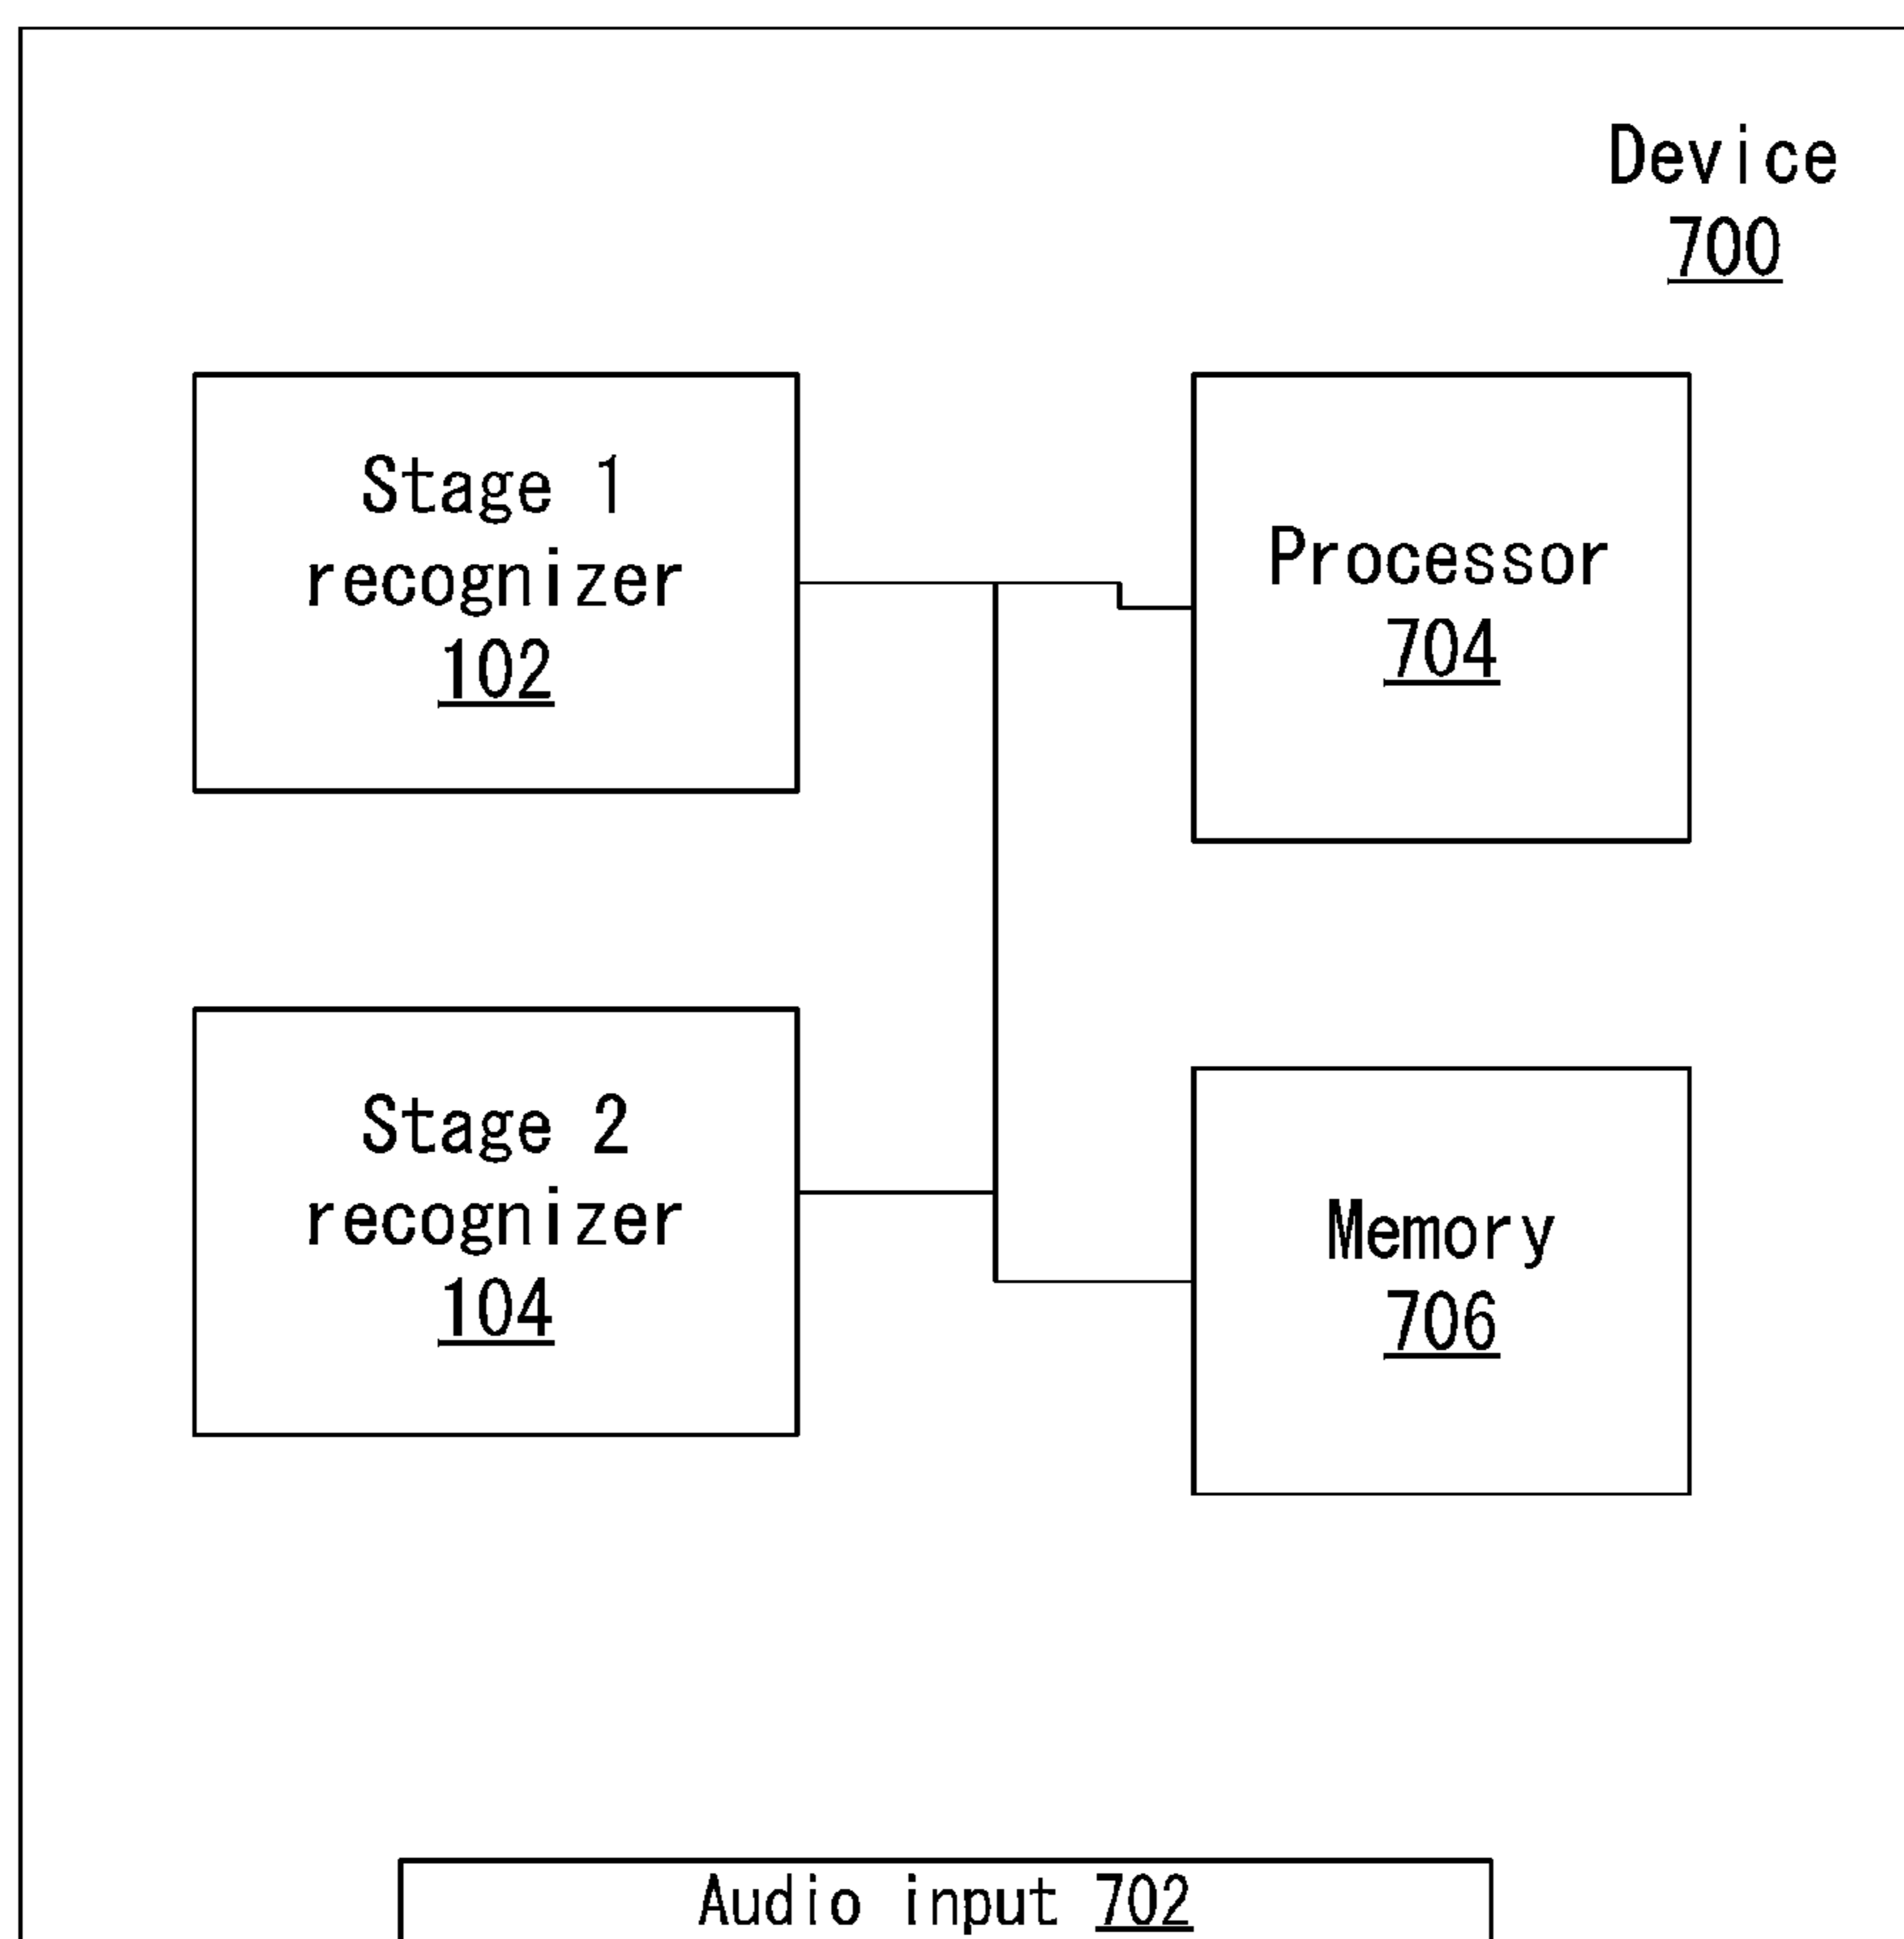 Device
700
Stage 1
recognizer
102
Processor
704
Stage 2
recognizer
104
Memory
706
Audio input 702